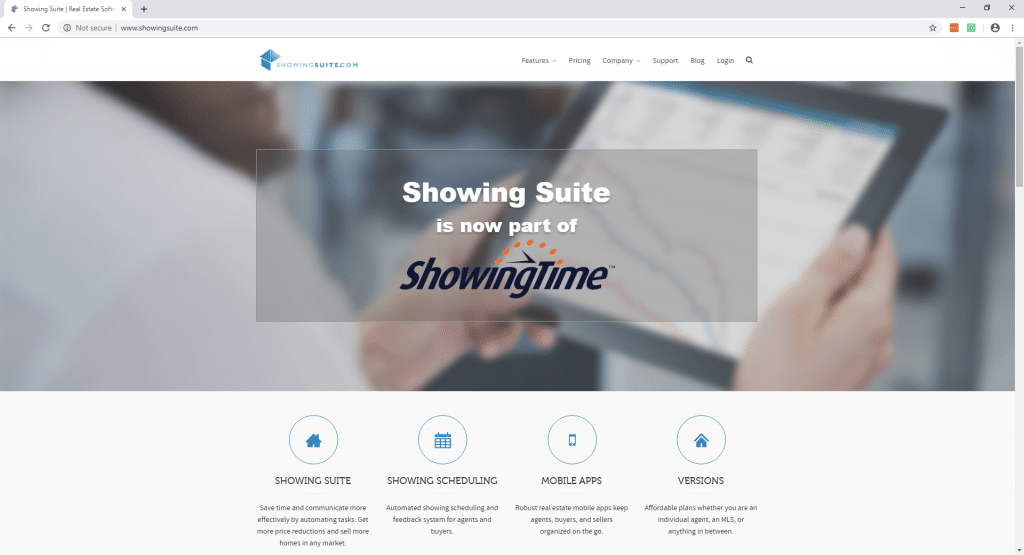 Showing Suite | Real Estate Softw
Not secure | www.showingsuite.com
SHOWINGSUITE.COM
Features Pricing Company Support Blog Login
Showing Suite
is now part of
ShowingTime™
SHOWING SUITE
Save time and communicate more
effectively by automating tasks. Get
more price reductions and sell more
homes in any market.
SHOWING SCHEDULING
Automated showing scheduling and
feedback system for agents and
buyers.
MOBILE APPS
Robust real estate mobile apps keep
agents, buyers, and sellers
organized on the go.
VERSIONS
Affordable plans whether you are an
individual agent, an MLS, or
anything in between.